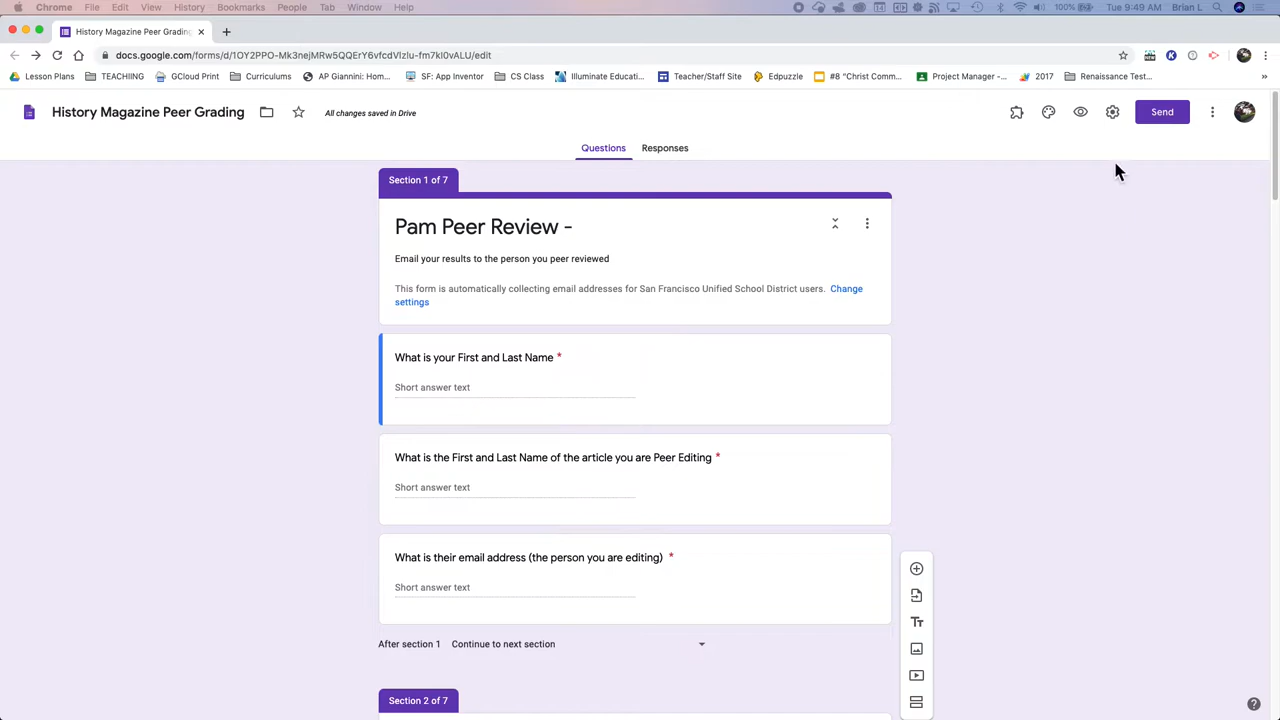 Chrome File Edit View History Bookmarks People Tab Window Help 100% Tue 9:49 AM Brian L
History Magazine Peer Grading
docs.google.com/forms/d/1OY2PPO-Mk3nejMRw5QQErY6vfcdVlzlu-fm7kI0vALU/edit
Lesson Plans TEACHIING GCloud Print Curriculums AP Giannini: Hom... SF: App Inventor CS Class Illuminate Educati... Teacher/Staff Site Edpuzzle #8 "Christ Comm... Project Manager -... 2017 Renaissance Test... »
History Magazine Peer Grading All changes saved in Drive Send
Questions Responses
Section 1 of 7
Pam Peer Review -
Email your results to the person you peer reviewed
This form is automatically collecting email addresses for San Francisco Unified School District users. Change
settings
What is your First and Last Name *
Short answer text
What is the First and Last Name of the article you are Peer Editing *
Short answer text
What is their email address (the person you are editing) *
Short answer text
After section 1 Continue to next section
Section 2 of 7